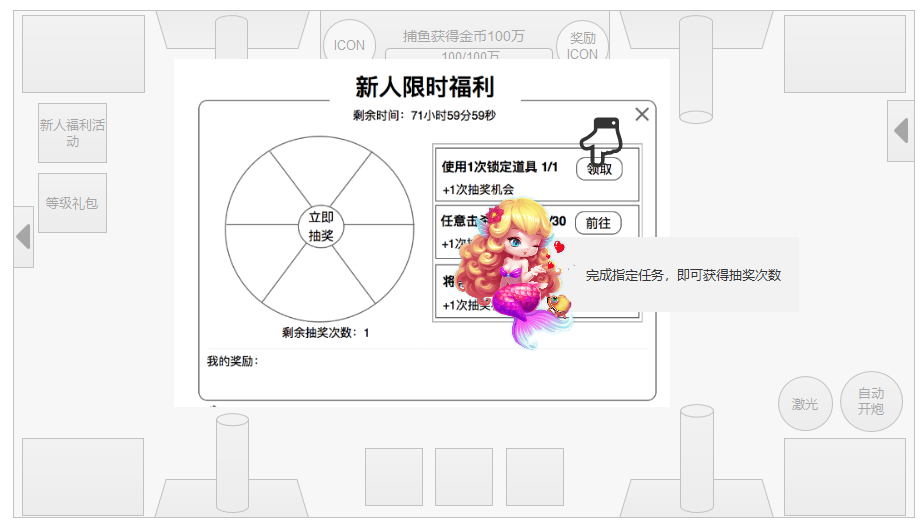 ICON
捕鱼获得金币100万
100/100万
奖励
ICON
新人限时福利
剩余时间：71小时59分59秒
新人福利活
动
等级礼包
立即
抽奖
使用1次锁定道具 1/1
领取
+1次抽奖机会
任意击杀
/30
前往
+1次
完成指定任务，即可获得抽奖次数
将
+1次抽奖
剩余抽奖次数：1
我的奖励：
激光
自动
开炮